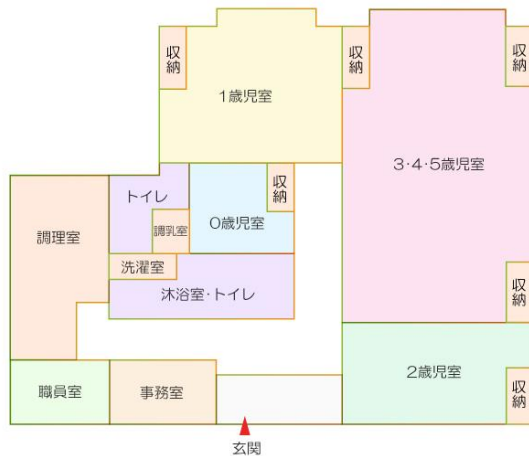 収納
収納
収納
1歳児室
3・4・5歳児室
トイレ
収納
調乳室
0歳児室
調理室
洗濯室
沐浴室・トイレ
収納
職員室
事務室
2歳児室
収納
玄関